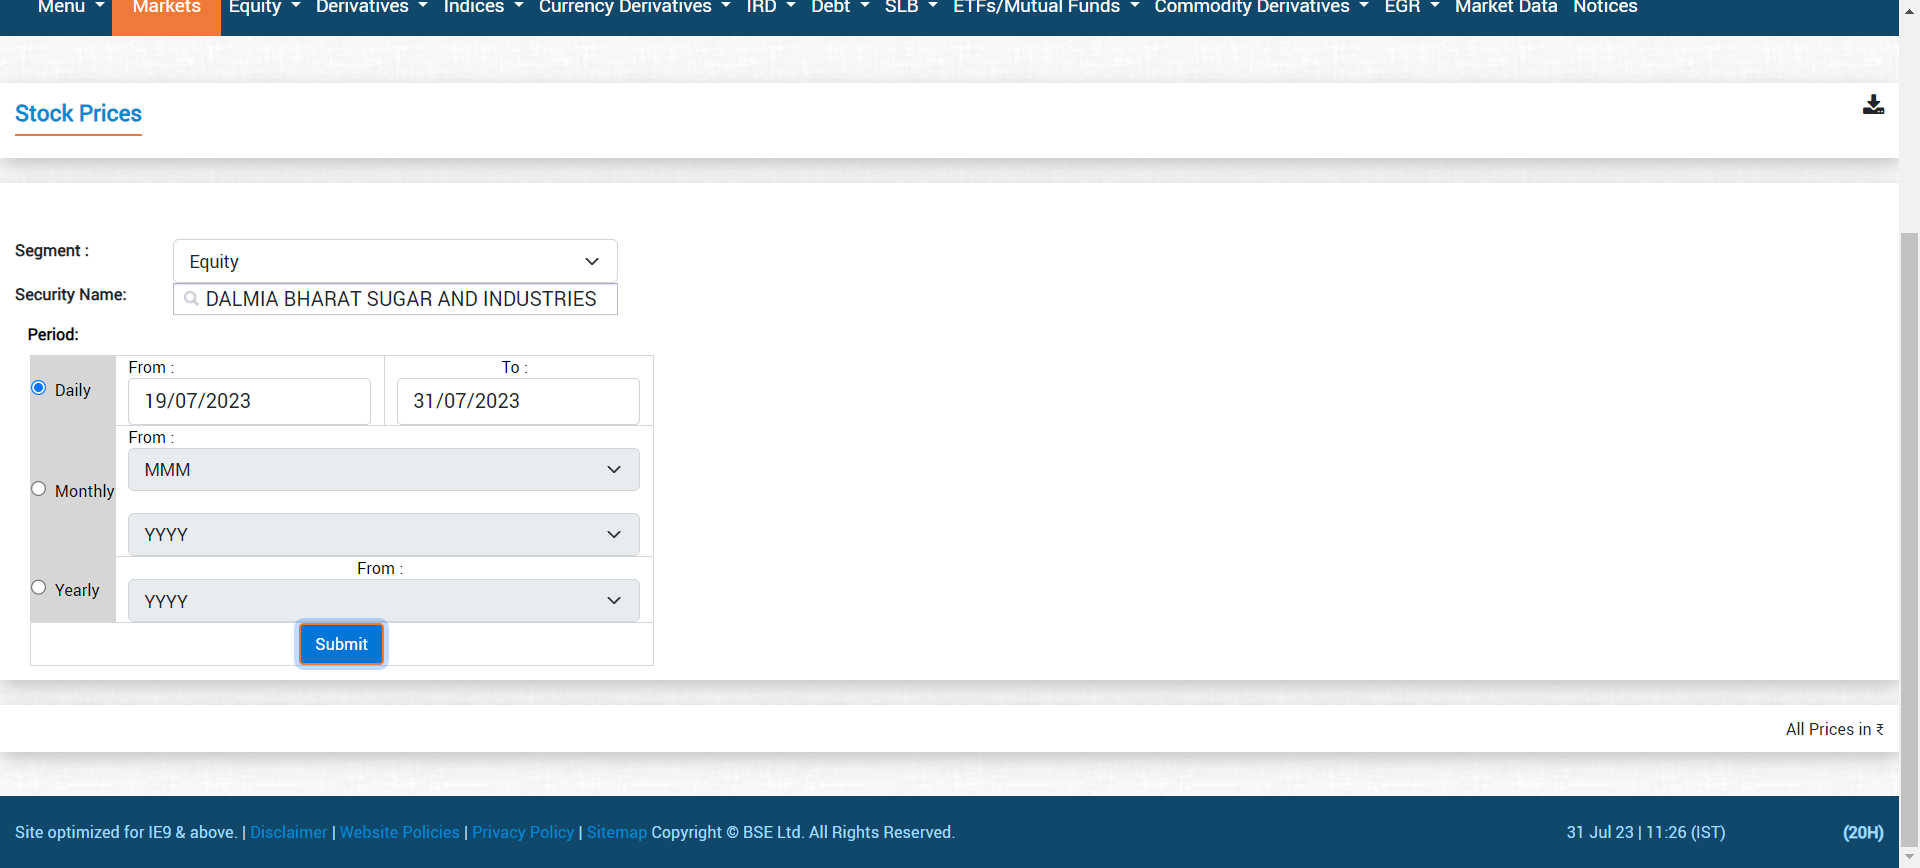 Menu Markets Equity Derivatives Indices Currency Derivatives IRD Debt SLB ETFs/Mutual Funds Commodity Derivatives EGR Market Data Notices
Stock Prices
Segment : Equity
Security Name: DALMIA BHARAT SUGAR AND INDUSTRIES
Period:
From : To :
Daily 19/07/2023 31/07/2023
From :
MMM
Monthly
YYYY
From :
Yearly YYYY
Submit
All Prices in ₹
Site optimized for IE9 & above. | Disclaimer | Website Policies | Privacy Policy | Sitemap Copyright © BSE Ltd. All Rights Reserved. 31 Jul 23 | 11:26 (IST) (20H)